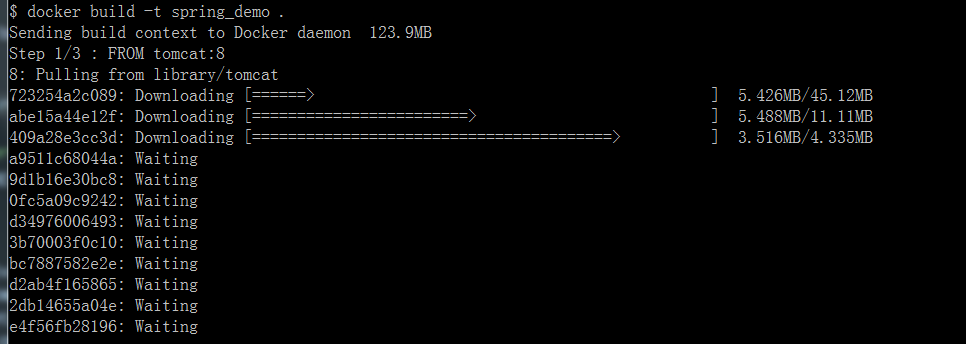 $ docker build -t spring_demo .
Sending build context to Docker daemon  123.9MB
Step 1/3 : FROM tomcat:8
8: Pulling from library/tomcat
723254a2c089: Downloading [======>                                            ]  5.426MB/45.12MB
abe15a44e12f: Downloading [========================>                          ]  5.488MB/11.11MB
409a28e3cc3d: Downloading [========================================>          ]  3.516MB/4.335MB
a9511c68044a: Waiting
9d1b16e30bc8: Waiting
0fc5a09c9242: Waiting
d34976006493: Waiting
3b70003f0c10: Waiting
bc7887582e2e: Waiting
d2ab4f165865: Waiting
2db14655a04e: Waiting
e4f56fb28196: Waiting